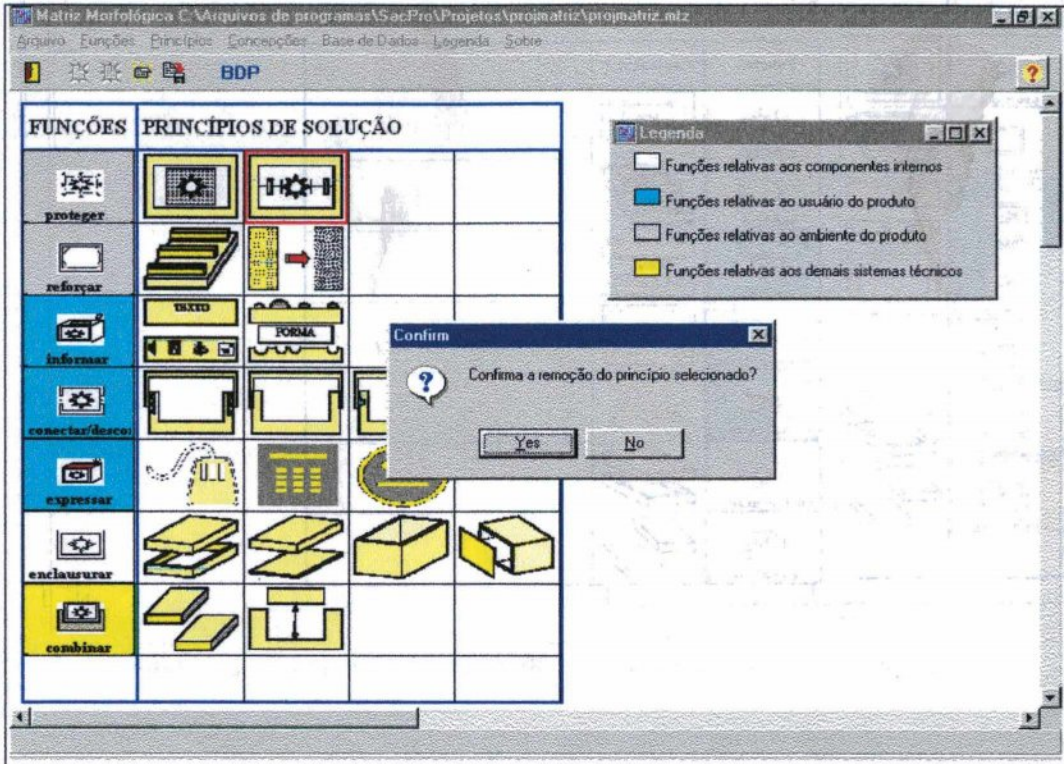 Matriz Morfológica C:\Arquivos de programas\SacPro\Projetos\projmatriz\projmatriz.mtz
Arquivo Funções Princípios Concepções Base de Dados Legenda Sobre
BDP
FUNÇÕES PRINCÍPIOS DE SOLUÇÃO
proteger
reforçar
informar
TEXTO
FORMA
conectar/desco
expressar
enclausurar
combinar
Legenda
Funções relativas aos componentes internos
Funções relativas ao usuário do produto
Funções relativas ao ambiente do produto
Funções relativas aos demais sistemas técnicos
Confirm
Confirma a remoção do princípio selecionado?
Yes No